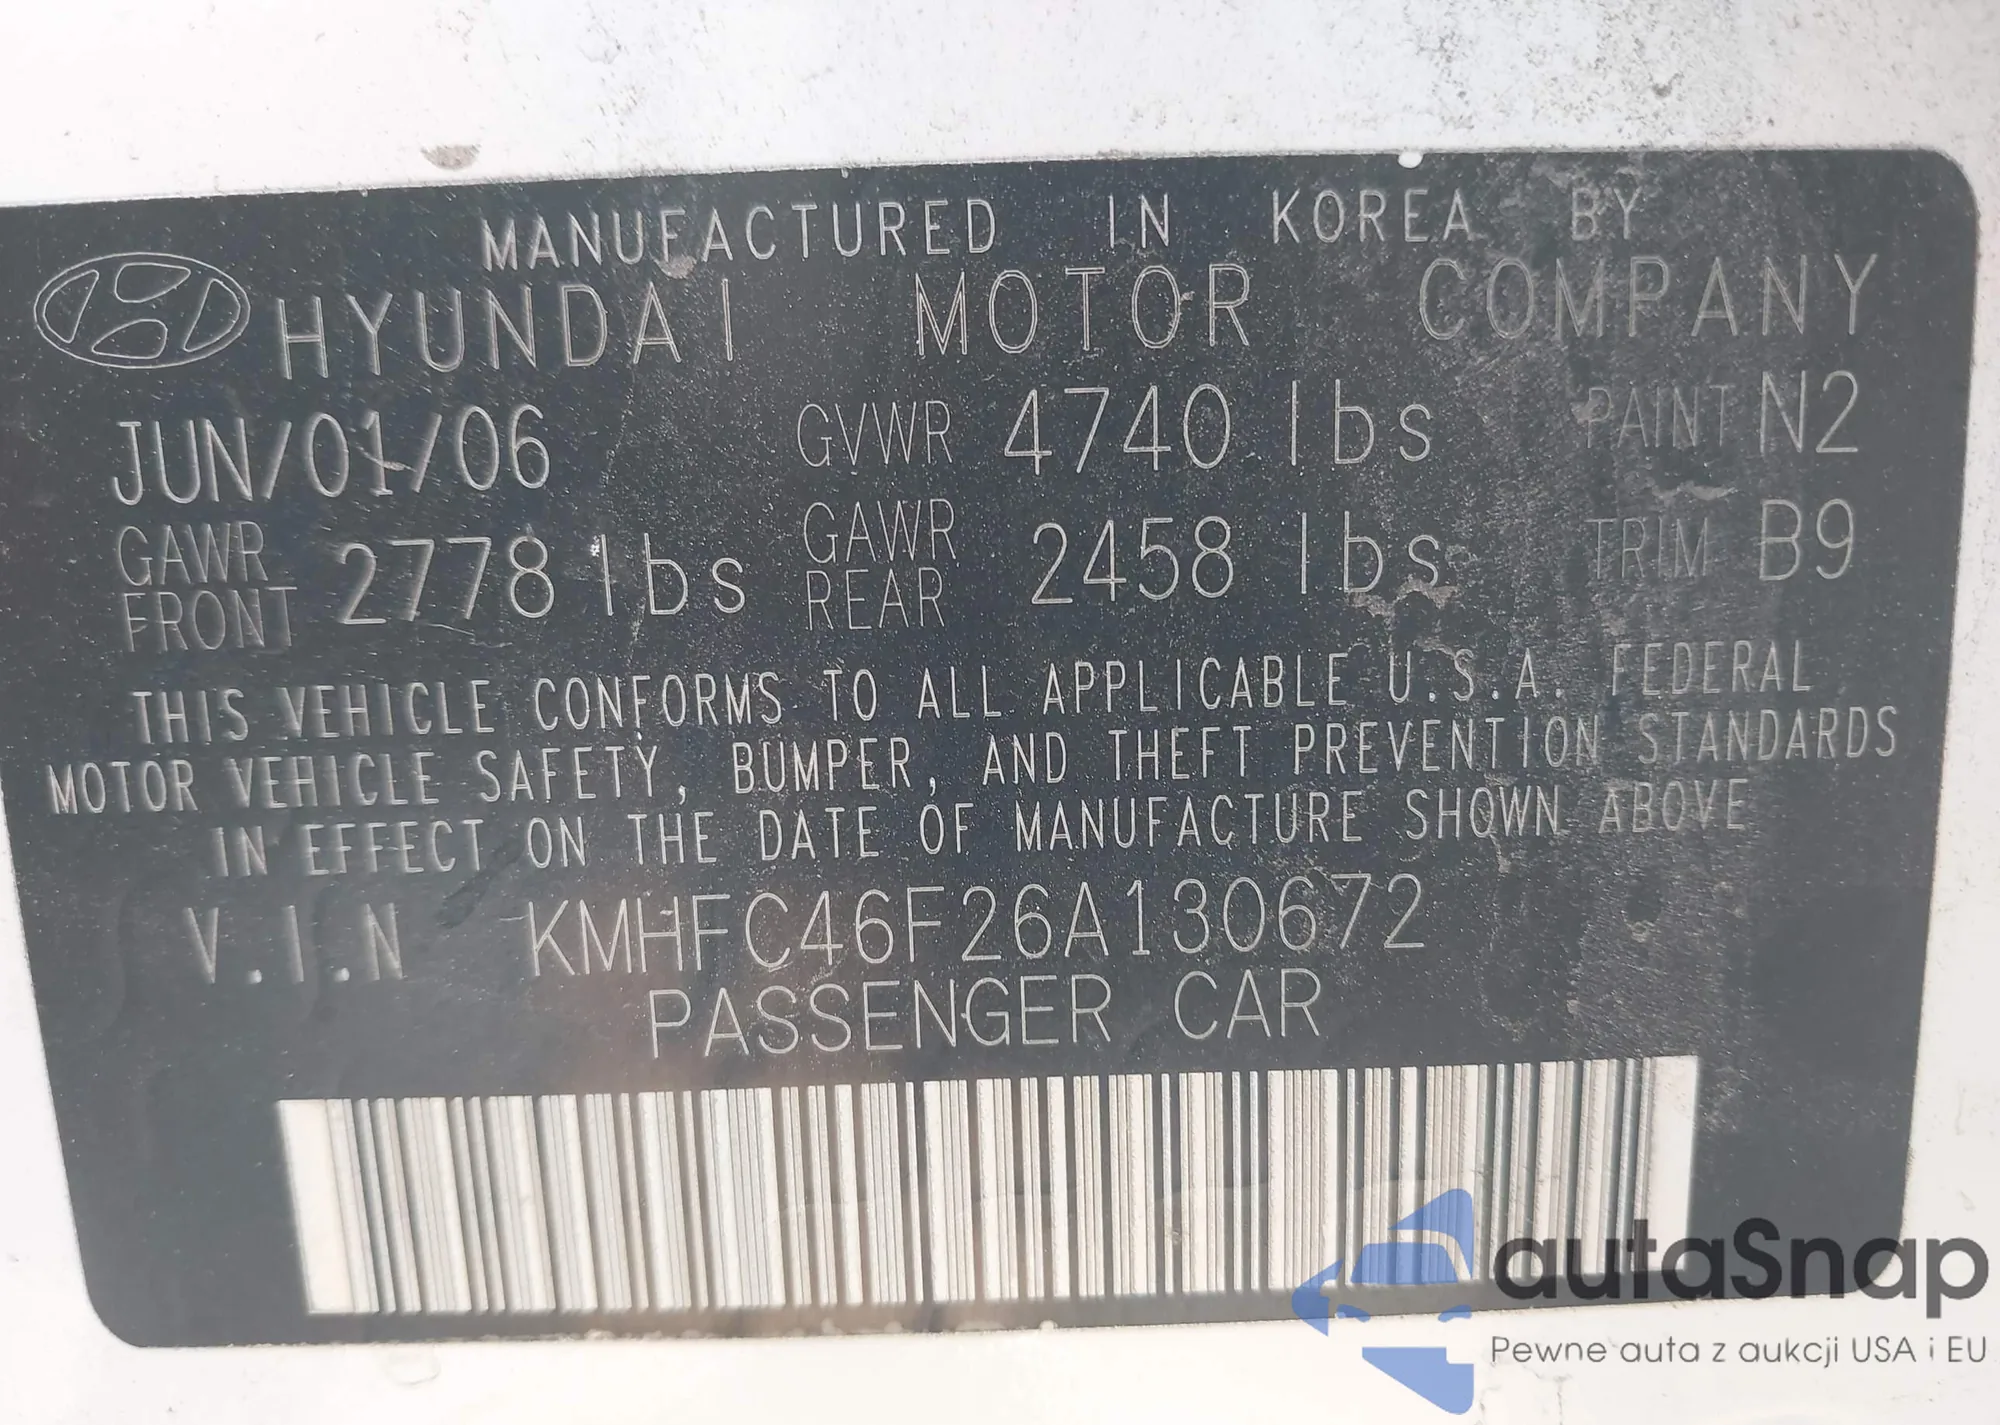 MANUFACTURED IN KOREA BY
HYUNDAI MOTOR COMPANY
JUN/01/06 GVWR 4740 lbs PAINT N2
GAWR FRONT 2778 lbs GAWR REAR 2458 lbs TRIM B9
THIS VEHICLE CONFORMS TO ALL APPLICABLE U.S.A. FEDERAL
MOTOR VEHICLE SAFETY, BUMPER, AND THEFT PREVENTION STANDARDS
IN EFFECT ON THE DATE OF MANUFACTURE SHOWN ABOVE
V.I.N KMHFC46F26A130672
PASSENGER CAR
autaSnap
Pewne auta z aukcji USA i EU